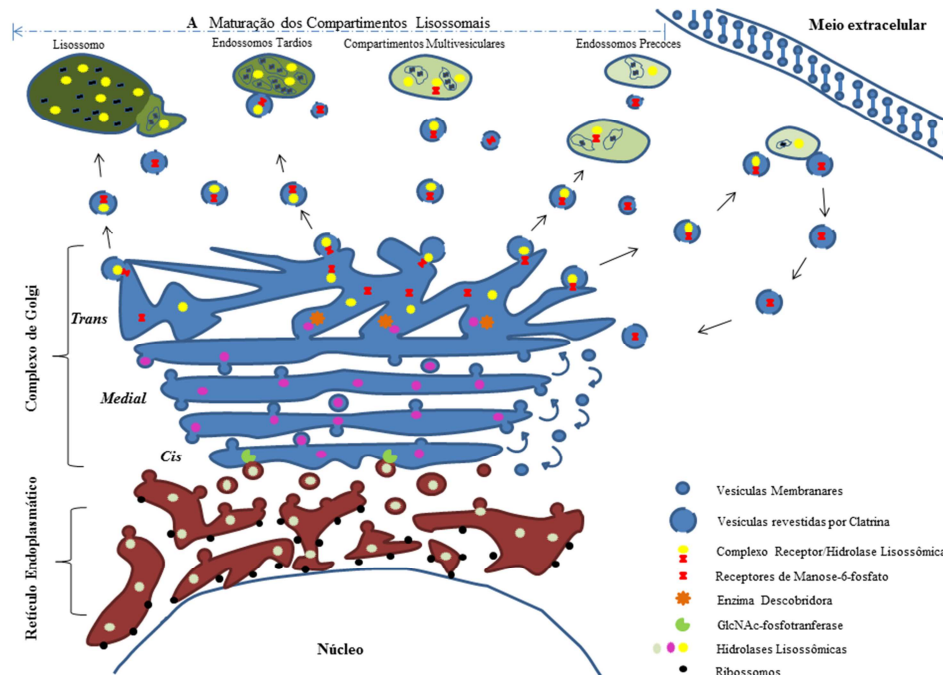 A Maturação dos Compartimentos Lisossomais
Meio extracelular
Lisossomo
Endossomos Tardios
Compartimentos Multivesiculares
Endossomos Precoces
Complexo de Golgi
Trans
Medial
Cis
Retículo Endoplasmático
Núcleo
Vesiculas Membranares
Vesiculas revestidas por Clatrina
Complexo Receptor/Hidrolase Lisossômica
Receptores de Manose-6-fosfato
Enzima Descobridora
GlcNAc-fosfotranferase
Hidrolases Lisossômicas
Ribossomos